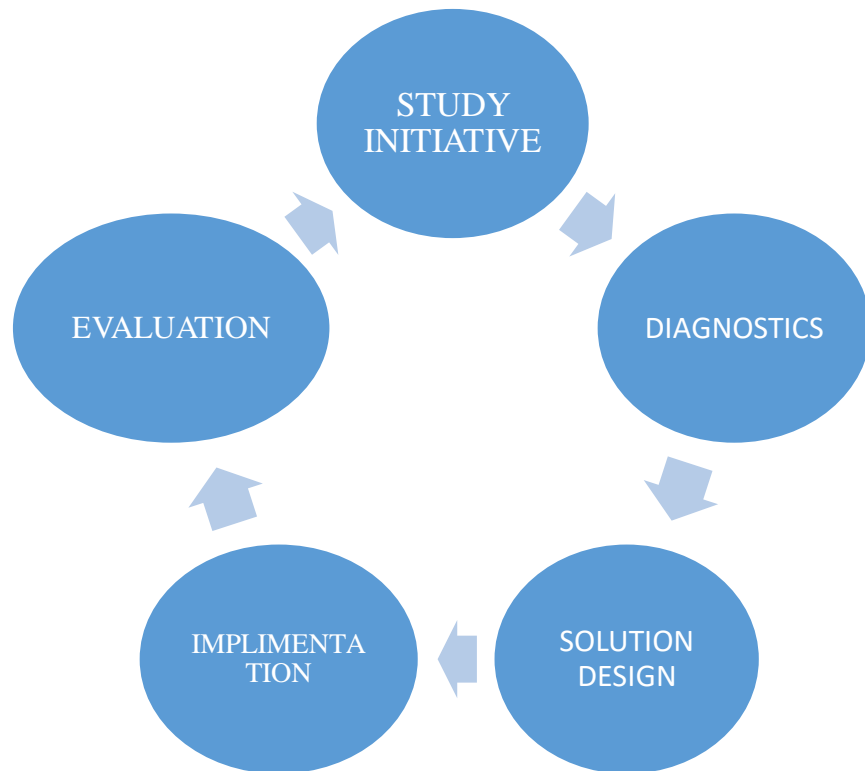 STUDY
INITIATIVE
DIAGNOSTICS
SOLUTION
DESIGN
IMPLIMENTA
TION
EVALUATION